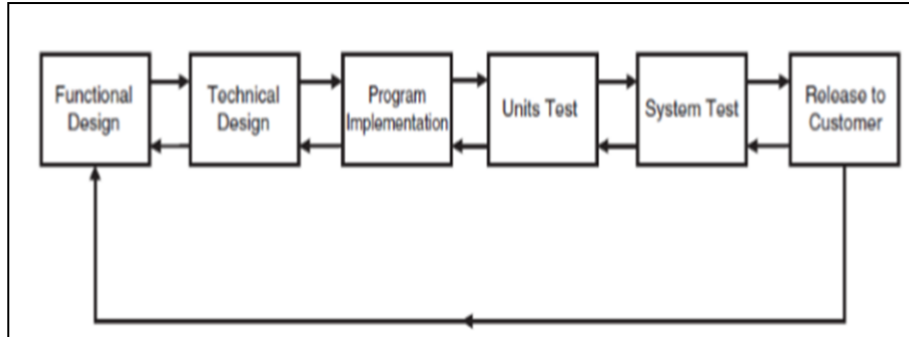 Functional
Design
Technical
Design
Program
Implementation
Units Test
System Test
Release to
Customer